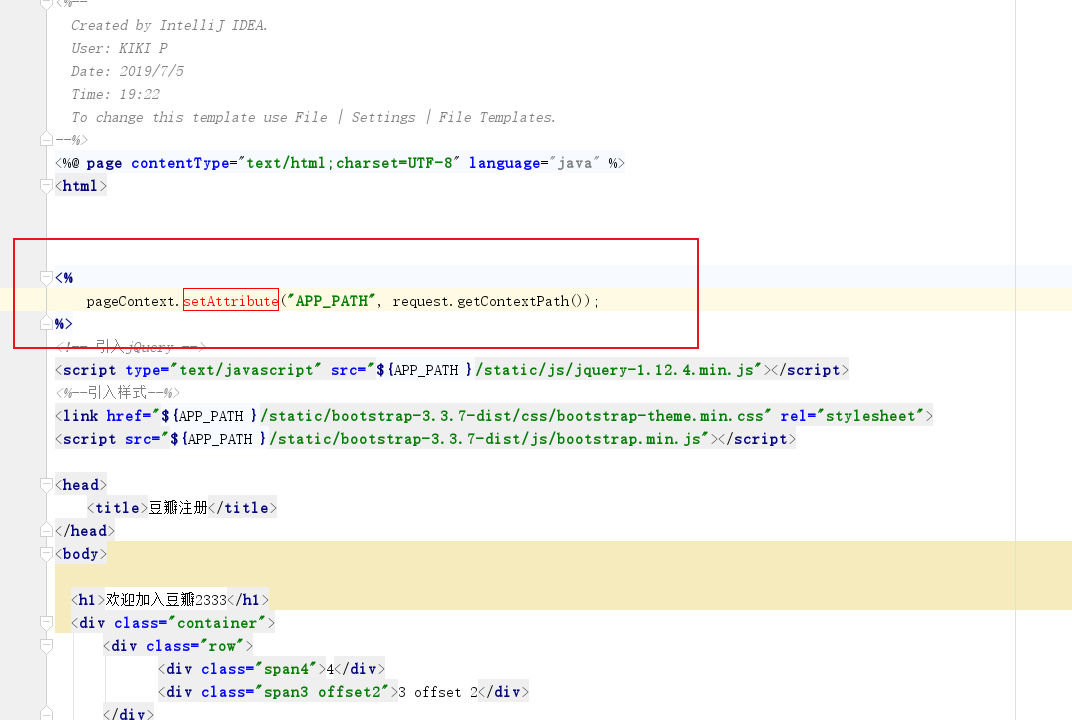 <%--
Created by IntelliJ IDEA.
User: KIKI P
Date: 2019/7/5
Time: 19:22
To change this template use File | Settings | File Templates.
--%>
<%@ page contentType="text/html;charset=UTF-8" language="java" %>
<html>
<%
pageContext.setAttribute("APP_PATH", request.getContextPath());
%>
<!-- 引入jQuery -->
<script type="text/javascript" src="${APP_PATH }/static/js/jquery-1.12.4.min.js"></script>
<%--引入样式--%>
<link href="${APP_PATH }/static/bootstrap-3.3.7-dist/css/bootstrap-theme.min.css" rel="stylesheet">
<script src="${APP_PATH }/static/bootstrap-3.3.7-dist/js/bootstrap.min.js"></script>
<head>
<title>豆瓣注册</title>
</head>
<body>
<h1>欢迎加入豆瓣2333</h1>
<div class="container">
<div class="row">
<div class="span4">4</div>
<div class="span3 offset2">3 offset 2</div>
</div>